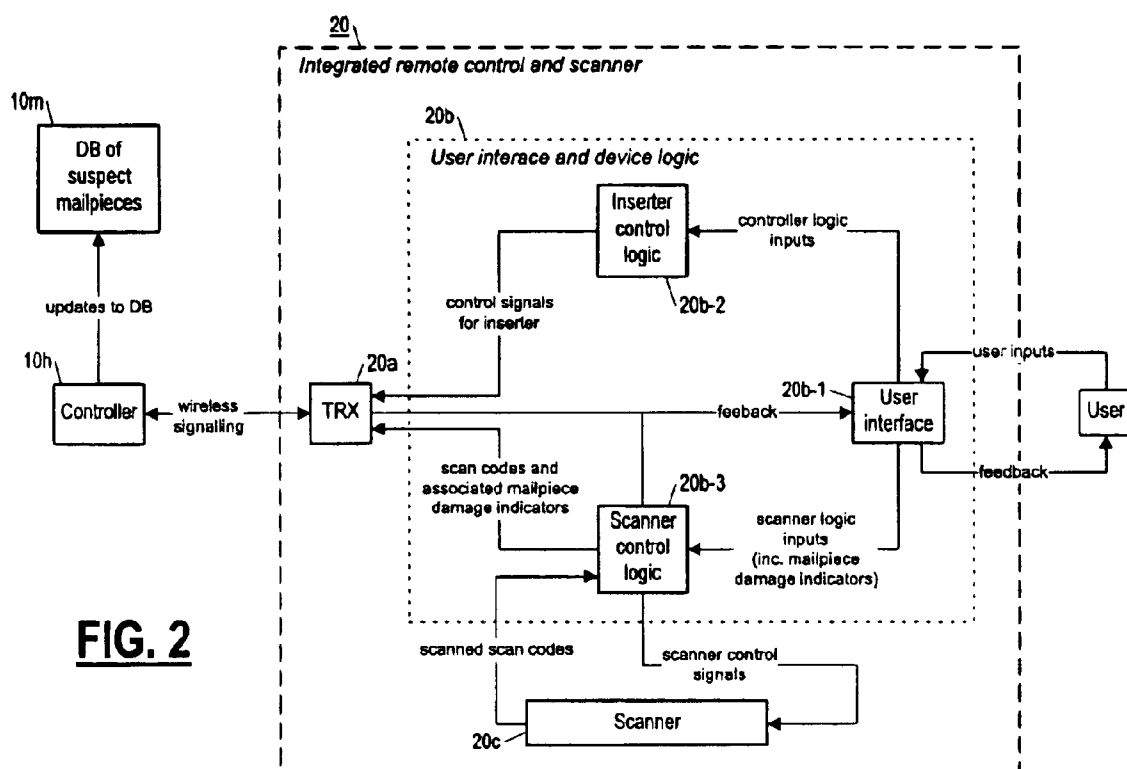 20
Integrated remote control and scanner
10m
DB of
suspect
mailpieces
20b
User interace and device logic
Inserter
control
logic
controller logic
inputs
20b-2
updates to DB
control signals
for inserter
10h
20a
user inputs
20b-1
Controller
wireless
signalling
TRX
feeback
User
interface
User
feedback
scan codes and
associated mailpiece
damage indicators
20b-3
Scanner
control
logic
scanner logic
inputs
(inc. mailpiece
damage indicators)
FIG. 2
scanned scan codes
scanner control
signals
Scanner
20c